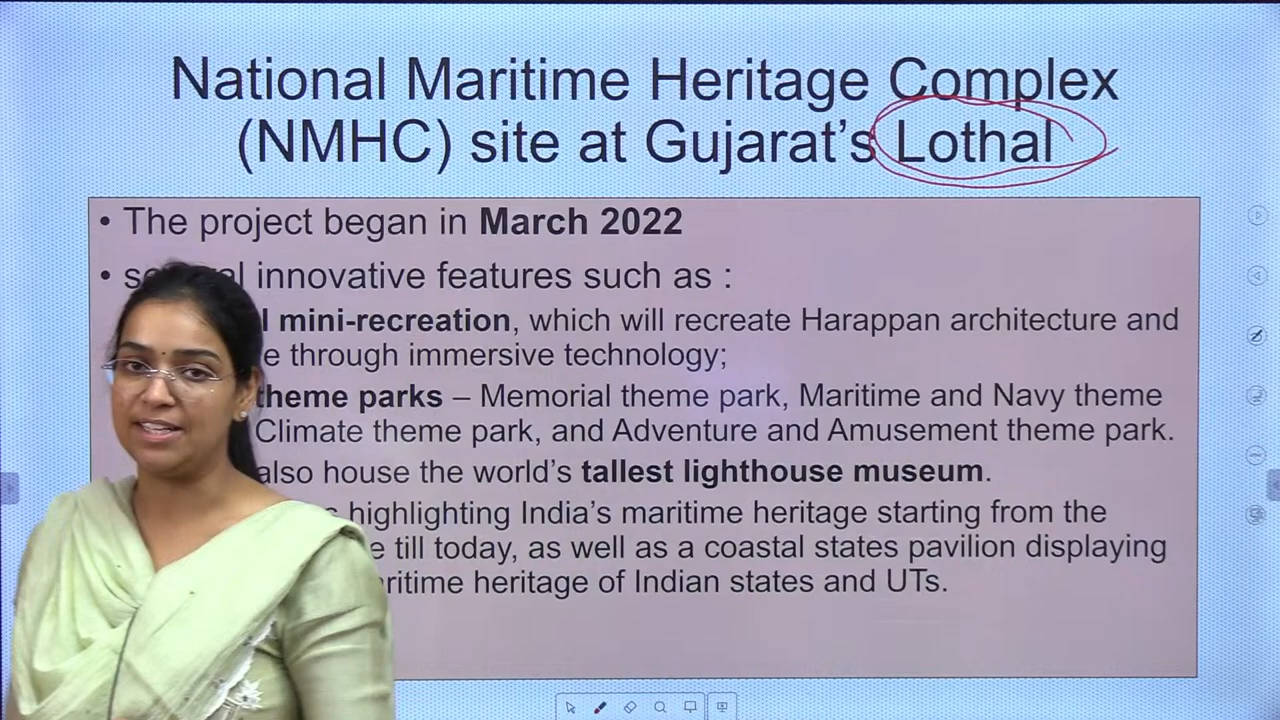 National Maritime Heritage Complex
(NMHC) site at Gujarat’s Lothal
• The project began in March 2022
• innovative features such as :
mini-recreation, which will recreate Harappan architecture and
through immersive technology;
theme parks – Memorial theme park, Maritime and Navy theme
Climate theme park, and Adventure and Amusement theme park.
also house the world’s tallest lighthouse museum.
highlighting India’s maritime heritage starting from the
till today, as well as a coastal states pavilion displaying
heritage of Indian states and UTs.